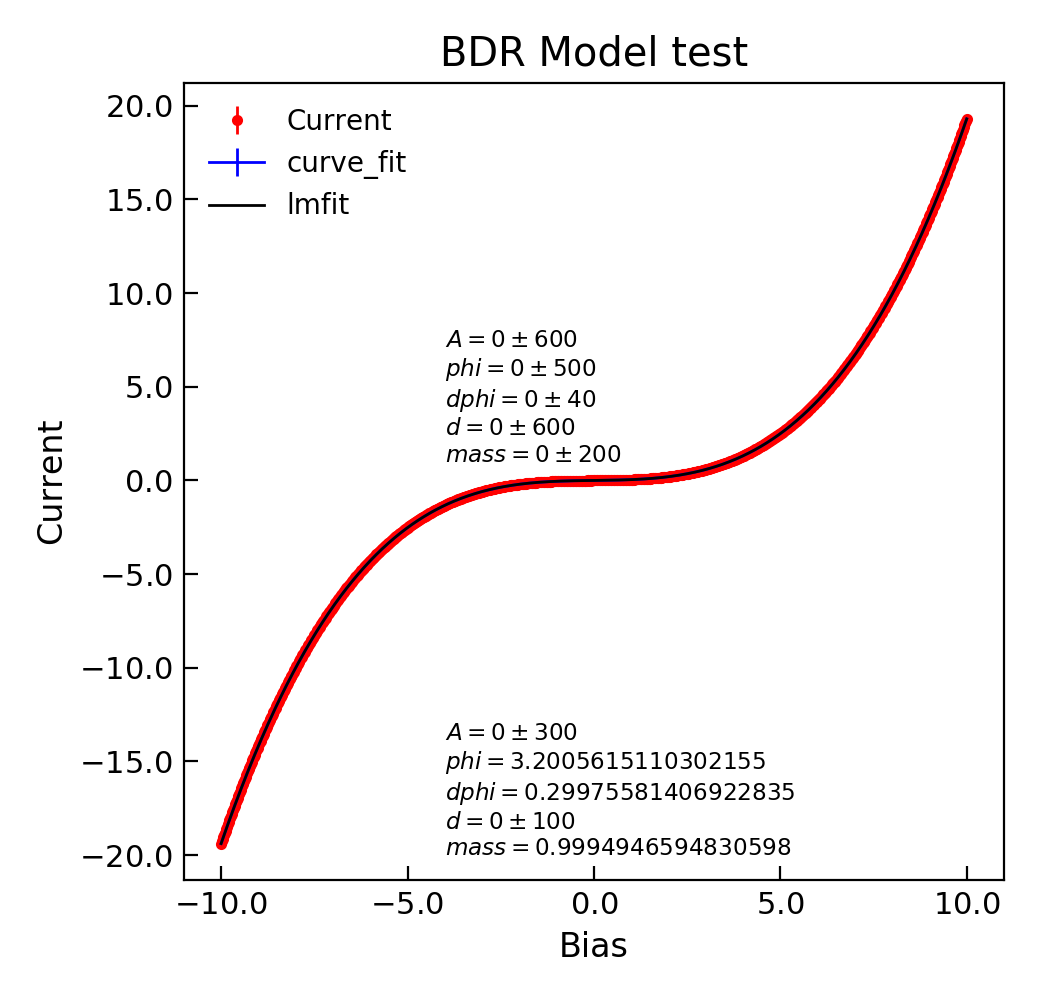 BDR Model test
20.0
15.0
10.0
5.0
0.0
−5.0
−10.0
−15.0
−20.0
Current
Current
curve_fit
lmfit
A = 0 ± 600
phi = 0 ± 500
dphi = 0 ± 40
d = 0 ± 600
mass = 0 ± 200
A = 0 ± 300
phi = 3.2005615110302155
dphi = 0.29975581406922835
d = 0 ± 100
mass = 0.9994946594830598
−10.0 −5.0 0.0 5.0 10.0
Bias